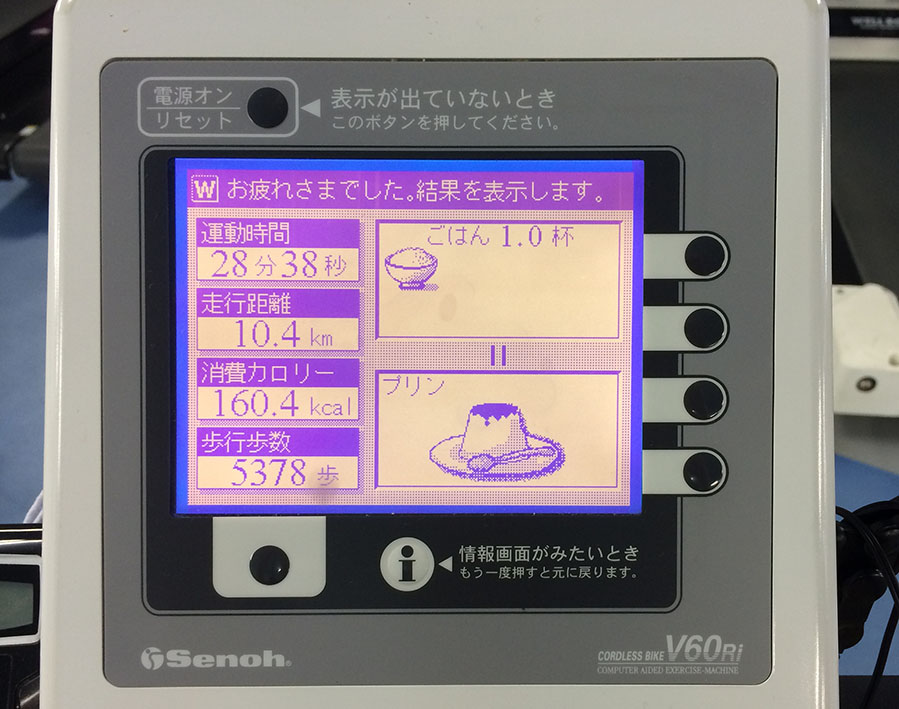 WELL
電源オン
リセット
表示が出ていないとき
このボタンを押してください。
W お疲れさまでした。結果を表示します。
運動時間
28分38秒
走行距離
10.4 km
消費カロリー
160.4 kcal
歩行歩数
5378 歩
ごはん 1.0 杯
=
プリン
i
情報画面がみたいとき
もう一度押すと元に戻ります。
Senoh®
CORDLESS BIKE V60Ri
COMPUTER AIDED EXERCISE-MACHINE